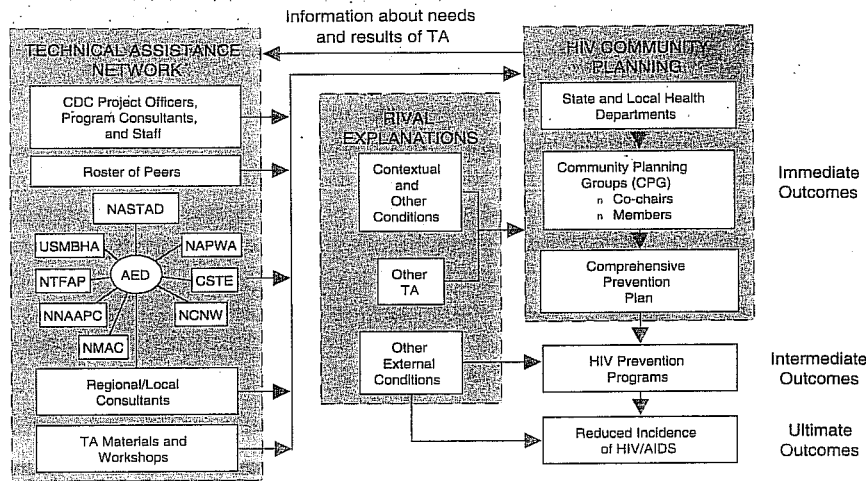 Information about needs
and results of TA
TECHNICAL ASSISTANCE
NETWORK
CDC Project Officers,
Program Consultants,
and Staff
Roster of Peers
NASTAD
USMBHA
NAPWA
AED
NTFAP
CSTE
NNAAPC
NCNW
NMAC
Regional/Local
Consultants
TA Materials and
Workshops
RIVAL
EXPLANATIONS
Contextual and
Other
Conditions
Other
TA
Other
External
Conditions
HIV COMMUNITY
PLANNING
State and Local Health
Departments
Community Planning
Groups (CPG)
n Co-chairs
n Members
Comprehensive
Prevention
Plan
HIV Prevention
Programs
Reduced Incidence
of HIV/AIDS
Immediate
Outcomes
Intermediate
Outcomes
Ultimate
Outcomes